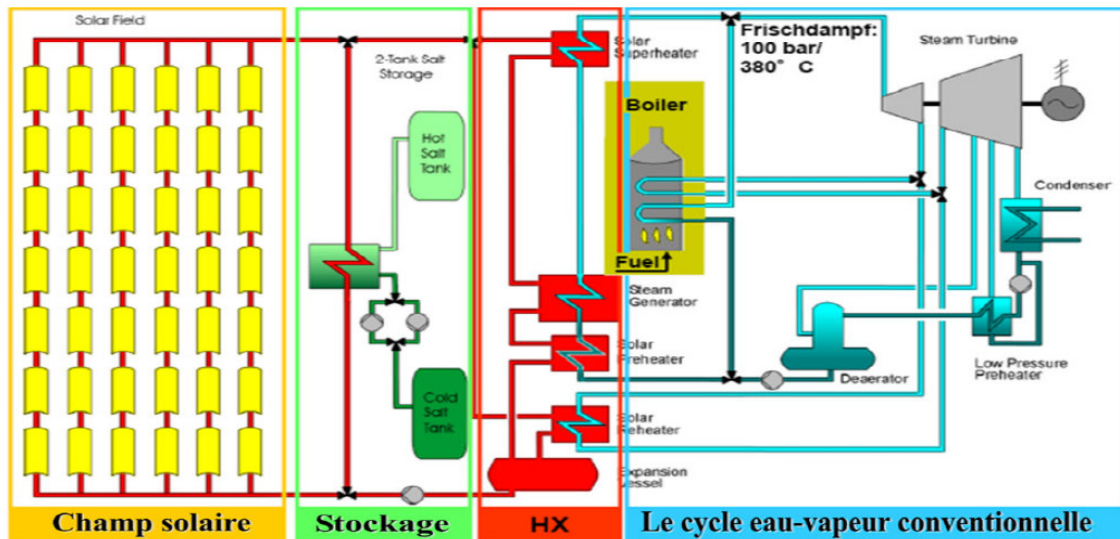 Solar Field
2-Tank Salt
Storage
Hot
Salt
Tank
Cold
Salt
Tank
Solar
Superheater
Boiler
Fuel
Steam
Generator
Solar
Preheater
Solar
Reheater
Expansion
Vessel
Frischdampf:
100 bar/
380° C
Steam Turbine
Condenser
Deaerator
Low Pressure
Preheater
Champ solaire
Stockage
HX
Le cycle eau-vapeur conventionnelle